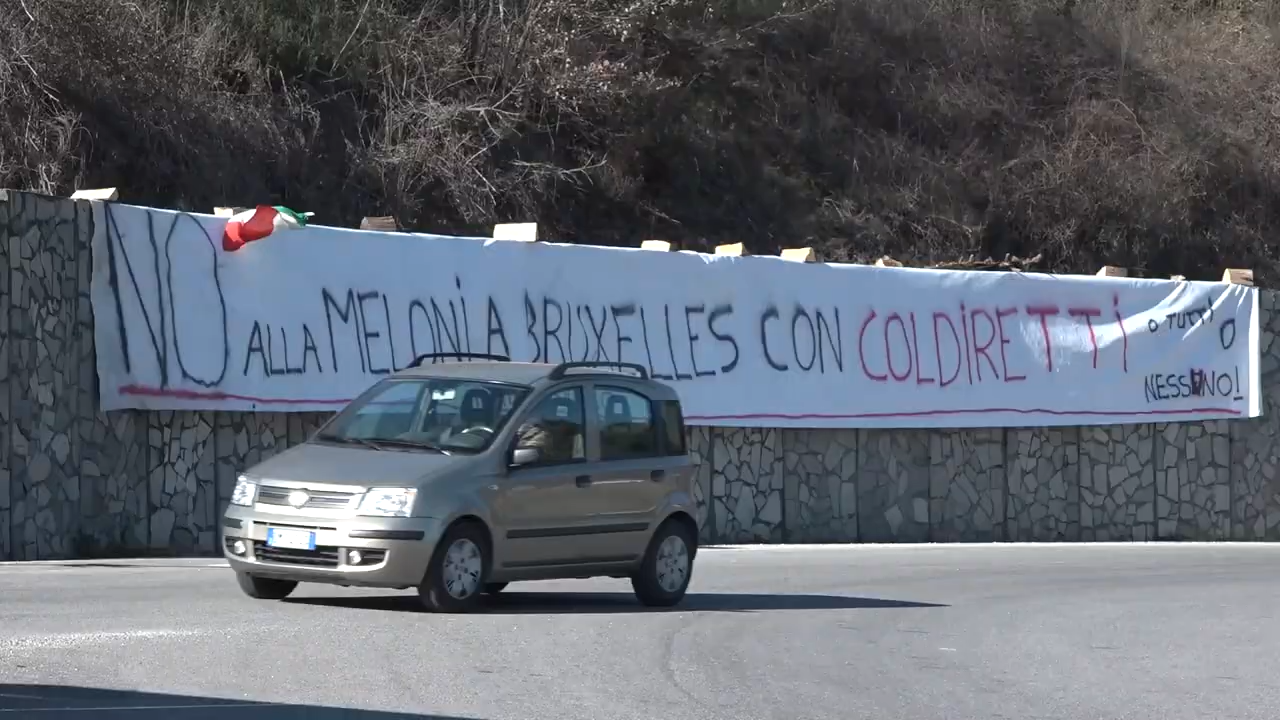 NO ALLA MELONI A BRUXELLES CON COLDIRETTI
O TUTTI O
NESSUNO!